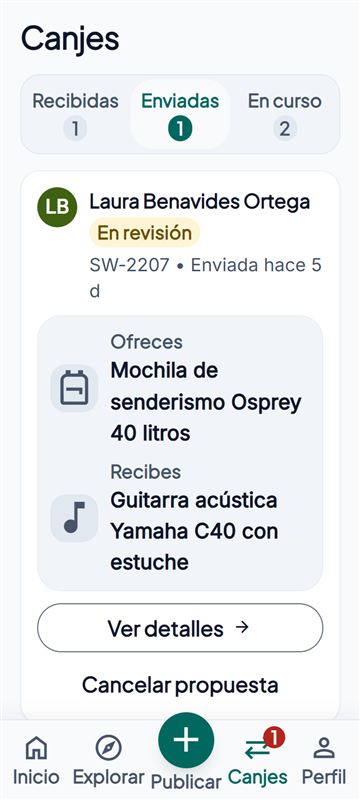 Canjes
Recibidas
1
Enviadas
1
En curso
2
LB
Laura Benavides Ortega
En revisión
SW-2207 • Enviada hace 5
d
Ofreces
Mochila de
senderismo Osprey
40 litros
Recibes
Guitarra acústica
Yamaha C40 con
estuche
Ver detalles →
Cancelar propuesta
Inicio
Explorar
Publicar
1
Canjes
Perfil